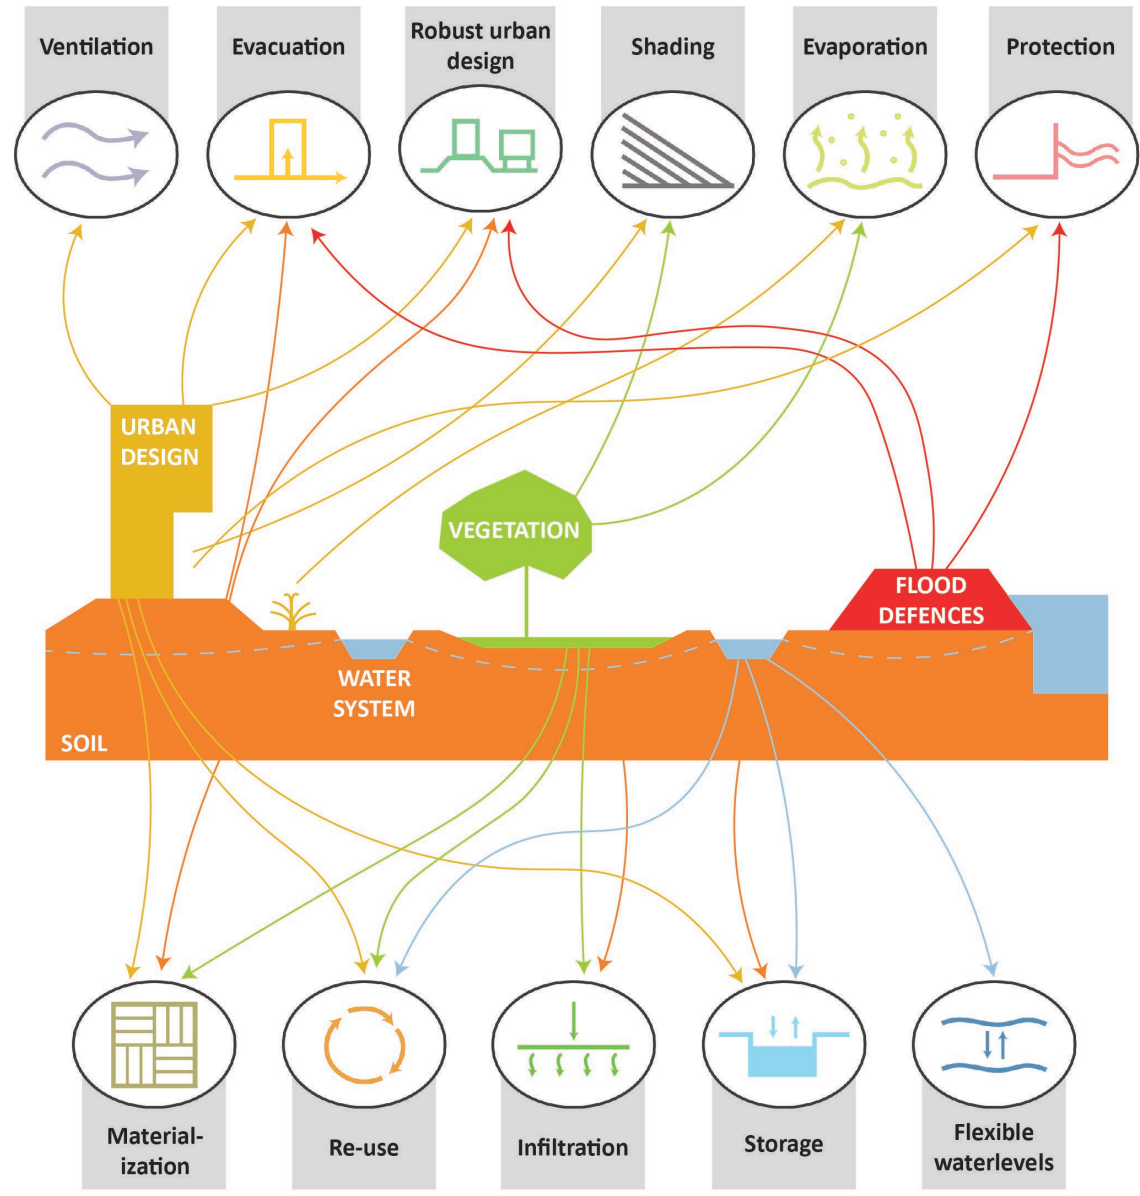 Ventilation
Evacuation
Robust urban
design
Shading
Evaporation
Protection
URBAN
DESIGN
VEGETATION
FLOOD
DEFENCES
WATER
SYSTEM
SOIL
Material-
ization
Re-use
Infiltration
Storage
Flexible
waterlevels